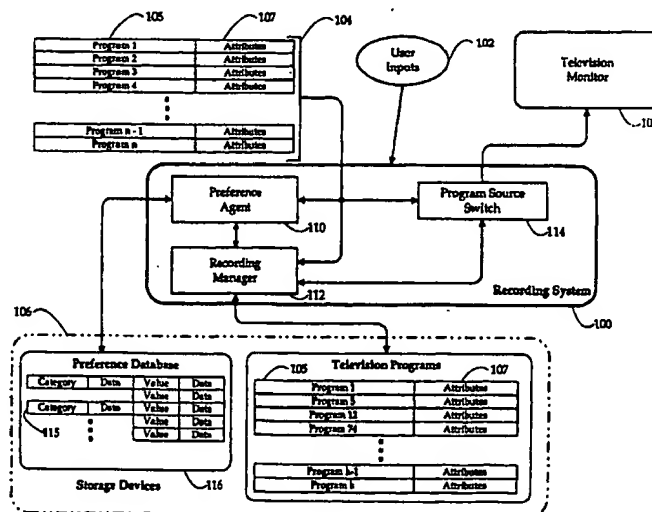 105
107
104
Program 1 Attributes
Program 2 Attributes
Program 3 Attributes
Program 4 Attributes
Program n - 1 Attributes
Program n Attributes
User
Inputs
102
Television
Monitor
10
Preference
Agent
110
Program Source
Switch
114
Recording
Manager
112
Recording System
100
106
Preference Database
Category Data Value Data
Value Data
Category Data Value Data
Value Data
Value Data
115
116
Storage Devices
Television Programs
105
107
Program 1 Attributes
Program 5 Attributes
Program 12 Attributes
Program 74 Attributes
Program h-1 Attributes
Program h Attributes